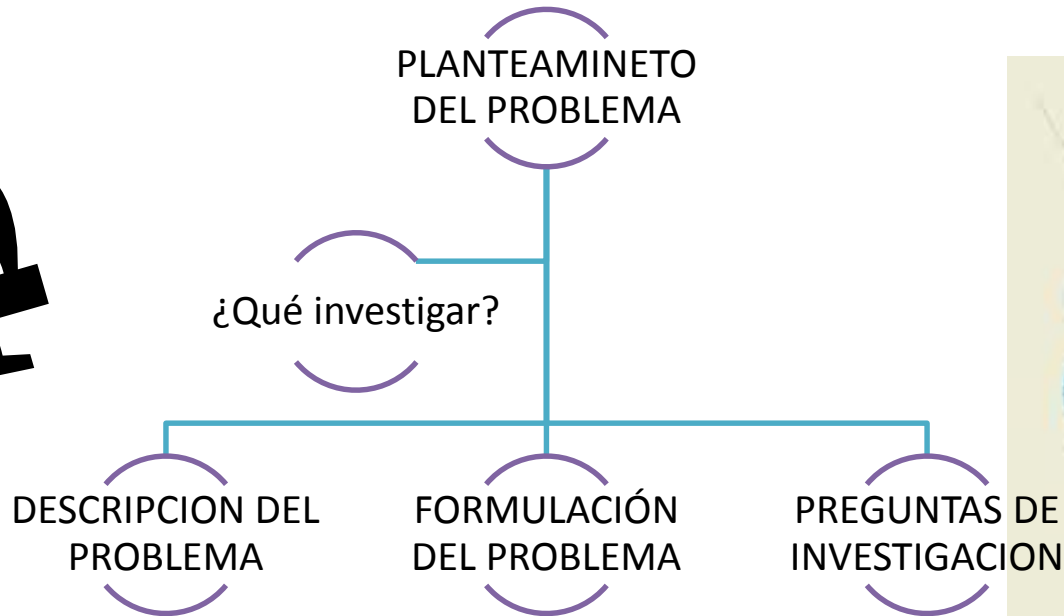 PLANTEAMINETO
DEL PROBLEMA
¿Qué investigar?
DESCRIPCION DEL
PROBLEMA
FORMULACIÓN
DEL PROBLEMA
PREGUNTAS DE
INVESTIGACION